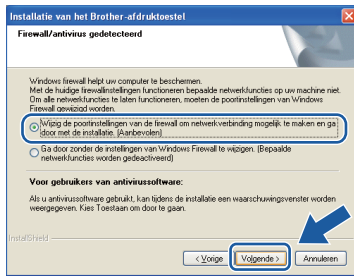 Installatie van het Brother-afdruktoestel
Firewall/antivirus gedetecteerd
Windows firewall helpt uw computer te beschermen.
Met de huidige firewallinstellingen functioneren bepaalde netwerkfuncties op uw machine niet.
Om alle netwerkfuncties te laten functioneren, moeten de poortinstellingen van Windows
Firewall gewijzigd worden.
Wijzig de poortinstellingen van de firewall om netwerkverbinding mogelijk te maken en ga
door met de installatie. (Aanbevolen)
Ga door zonder de instellingen van Windows Firewall te wijzigen. (Bepaalde
netwerkfuncties worden gedeactiveerd)
Voor gebruikers van antivirussoftware:
Als u antivirussoftware gebruikt, kan tijdens de installatie een waarschuwingsvenster worden
weergegeven. Kies Toestaan om door te gaan.
InstallShield
< Vorige
Volgende >
Annuleren